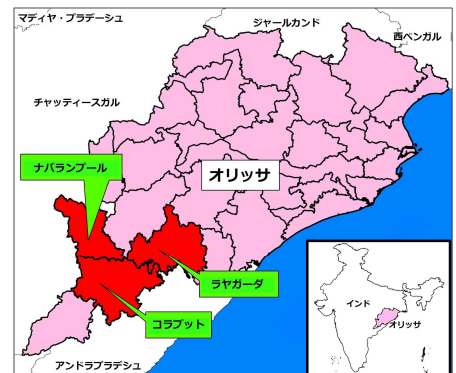 マディヤ・プラデーシュ
ジャールカンド
西ベンガル
チャッティースガル
ナバランプール
オリッサ
ラヤガーダ
コラプット
インド
オリッサ
アンドラプラデシュ